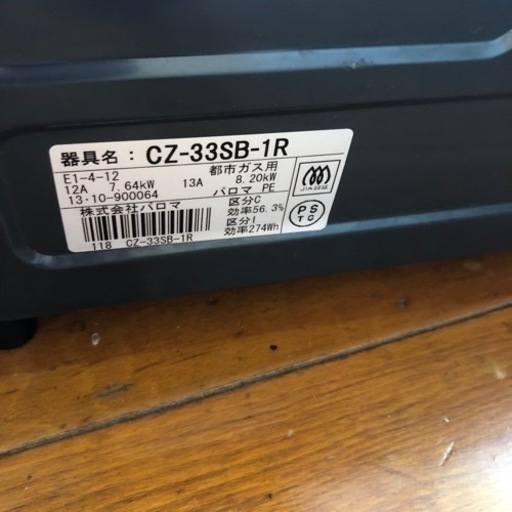 器具名：CZ-33SB-1R
E1-4-12 都市ガス用
12A 7.64kW 13A 8.20kW
13.10-900064 パロマ PE
株式会社パロマ 区分C
効率56.3%
区分I
118 CZ-33SB-1R 効率274Wh
JIA
PS
TG